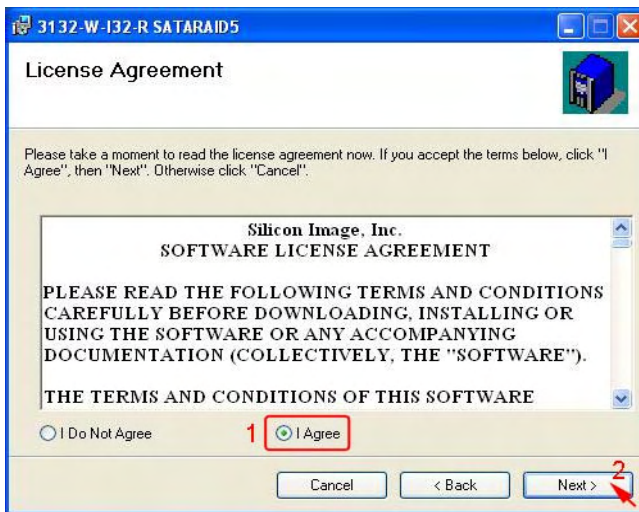 3132-W-I32-R SATARAID5
License Agreement
Please take a moment to read the license agreement now. If you accept the terms below, click "I
Agree", then "Next". Otherwise click "Cancel".
Silicon Image, Inc.
SOFTWARE LICENSE AGREEMENT
PLEASE READ THE FOLLOWING TERMS AND CONDITIONS
CAREFULLY BEFORE DOWNLOADING, INSTALLING OR
USING THE SOFTWARE OR ANY ACCOMPANYING
DOCUMENTATION (COLLECTIVELY, THE "SOFTWARE").
THE TERMS AND CONDITIONS OF THIS SOFTWARE
I Do Not Agree
1
I Agree
Cancel
< Back
Next >
2